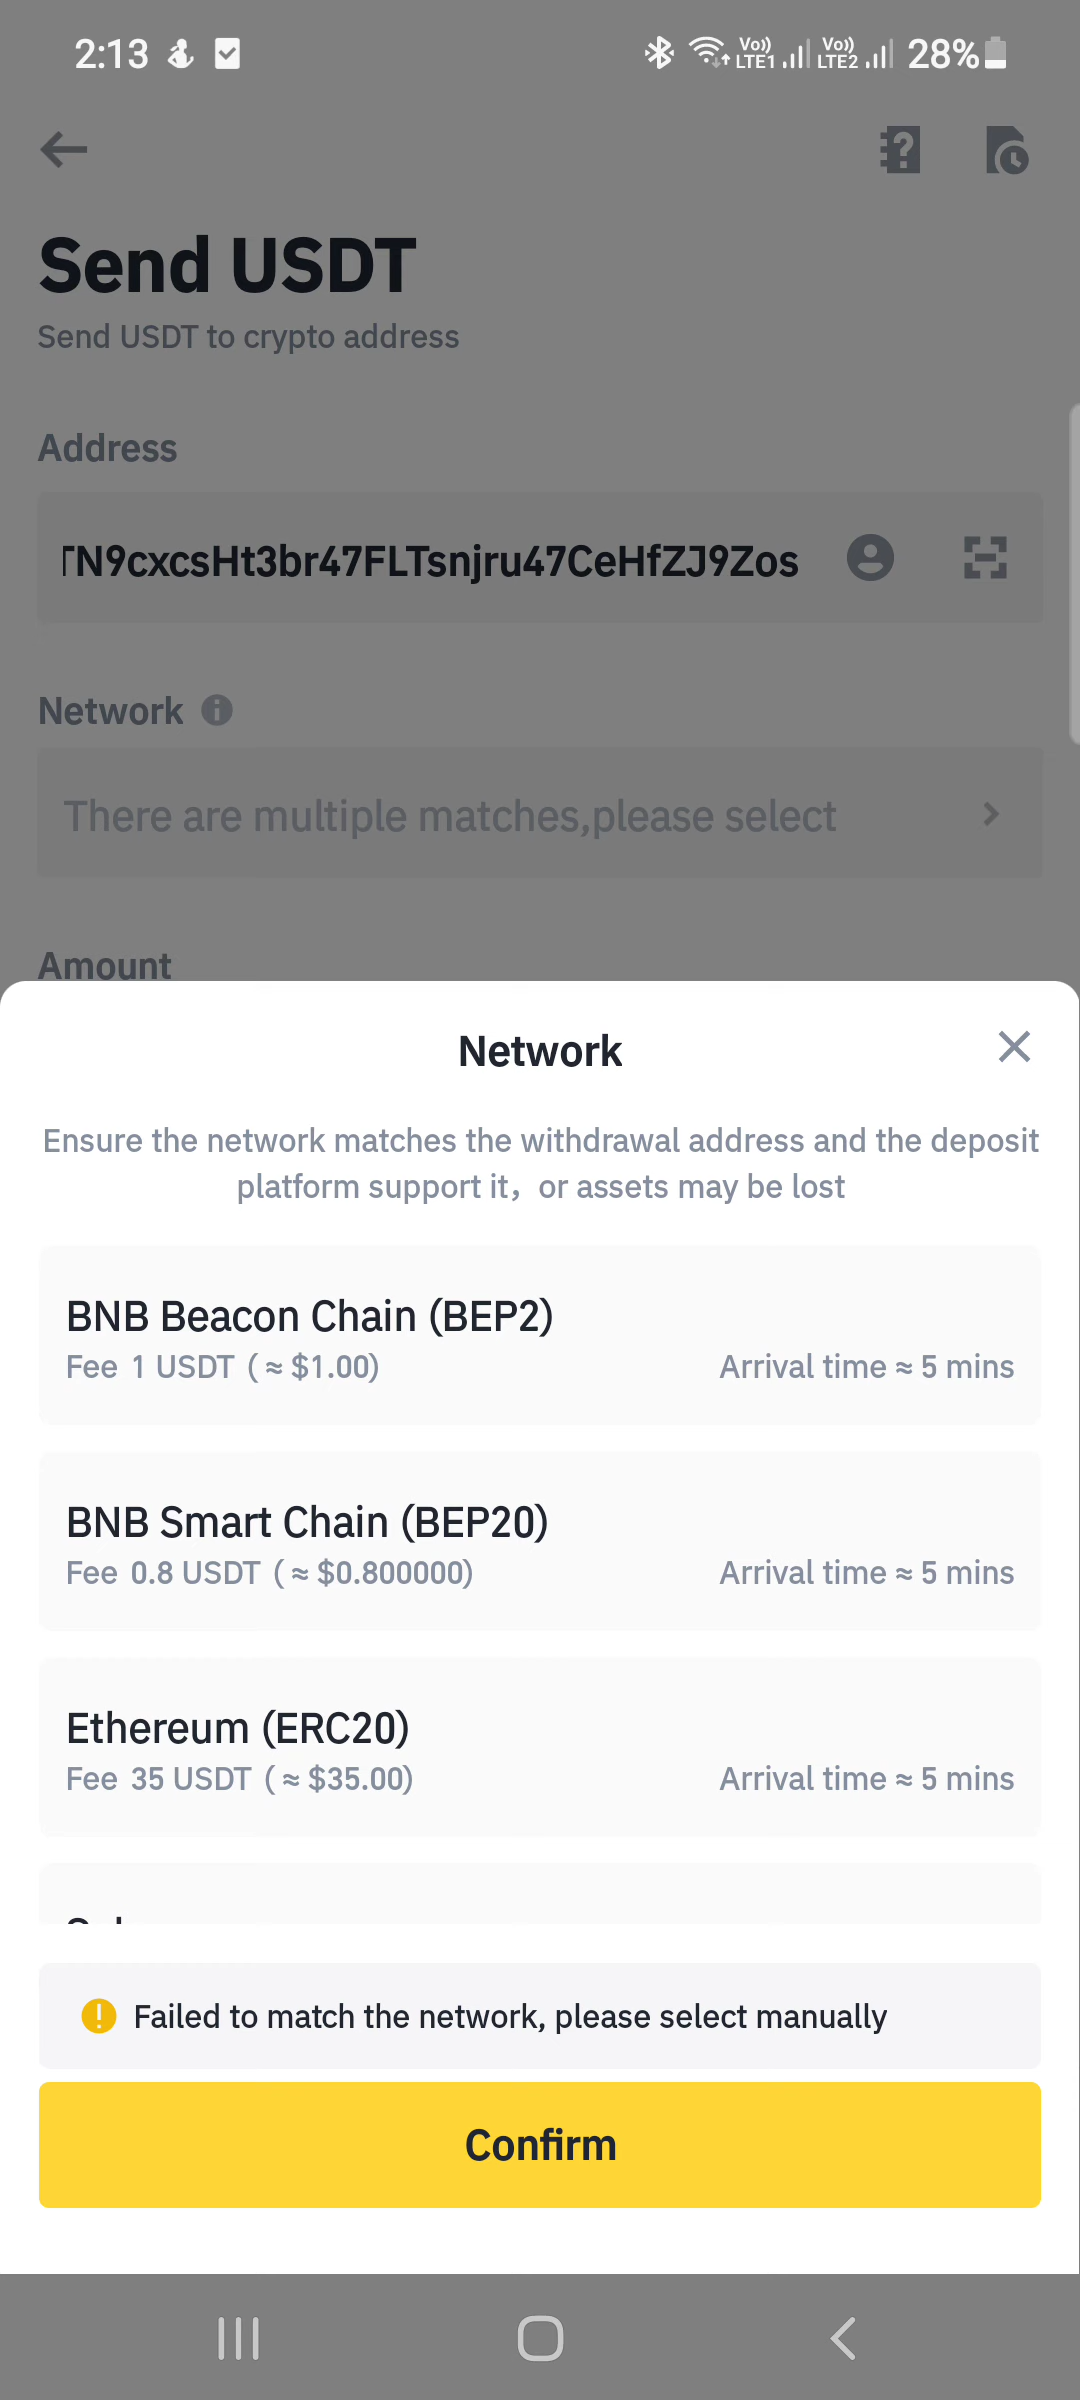 2:13
Vo)) LTE1 Vo)) LTE2 28%
Send USDT
Send USDT to crypto address
Address
TN9cxcsHt3br47FLTsnjru47CeHfZJ9Zos
Network
There are multiple matches,please select
Amount
Network
Ensure the network matches the withdrawal address and the deposit
platform support it，or assets may be lost
BNB Beacon Chain (BEP2)
Fee 1 USDT (≈ $1.00) Arrival time ≈ 5 mins
BNB Smart Chain (BEP20)
Fee 0.8 USDT (≈ $0.800000) Arrival time ≈ 5 mins
Ethereum (ERC20)
Fee 35 USDT (≈ $35.00) Arrival time ≈ 5 mins
Failed to match the network, please select manually
Confirm